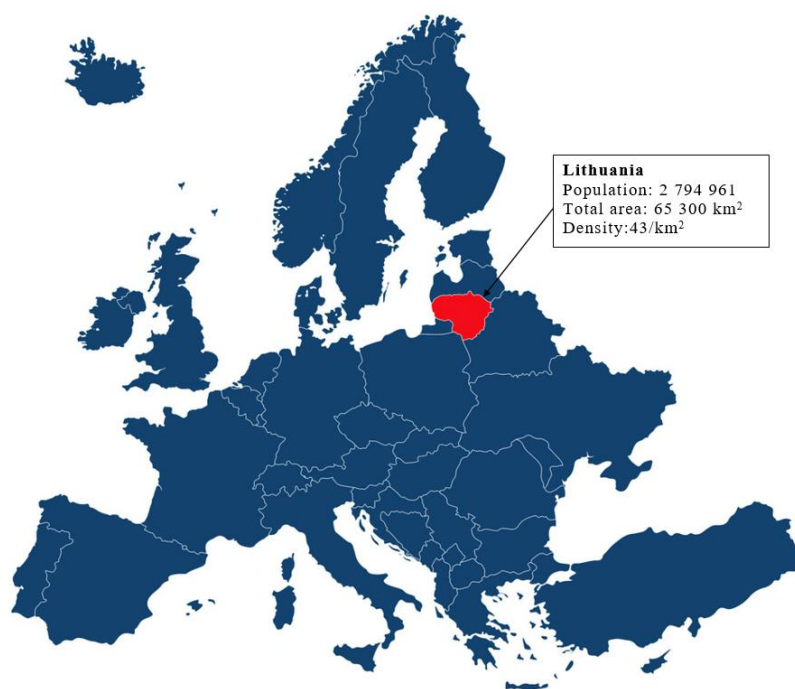 Lithuania
Population: 2 794 961
Total area: 65 300 km²
Density:43/km²